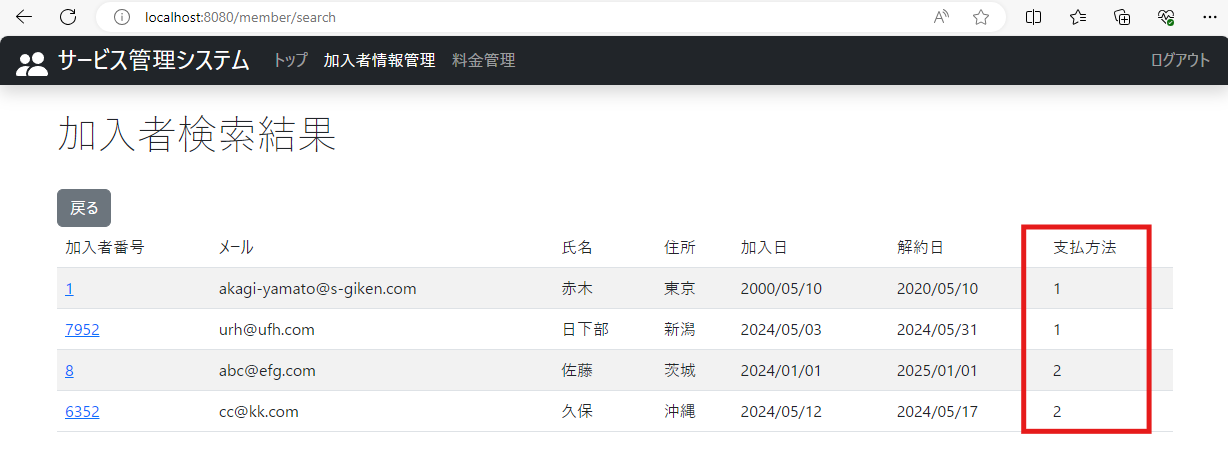 localhost:8080/member/search
サービス管理システム トップ 加入者情報管理 料金管理 ログアウト
加入者検索結果
戻る
加入者番号 メール 氏名 住所 加入日 解約日 支払方法
1 akagi-yamato@s-giken.com 赤木 東京 2000/05/10 2020/05/10 1
7952 urh@ufh.com 日下部 新潟 2024/05/03 2024/05/31 1
8 abc@efg.com 佐藤 茨城 2024/01/01 2025/01/01 2
6352 cc@kk.com 久保 沖縄 2024/05/12 2024/05/17 2